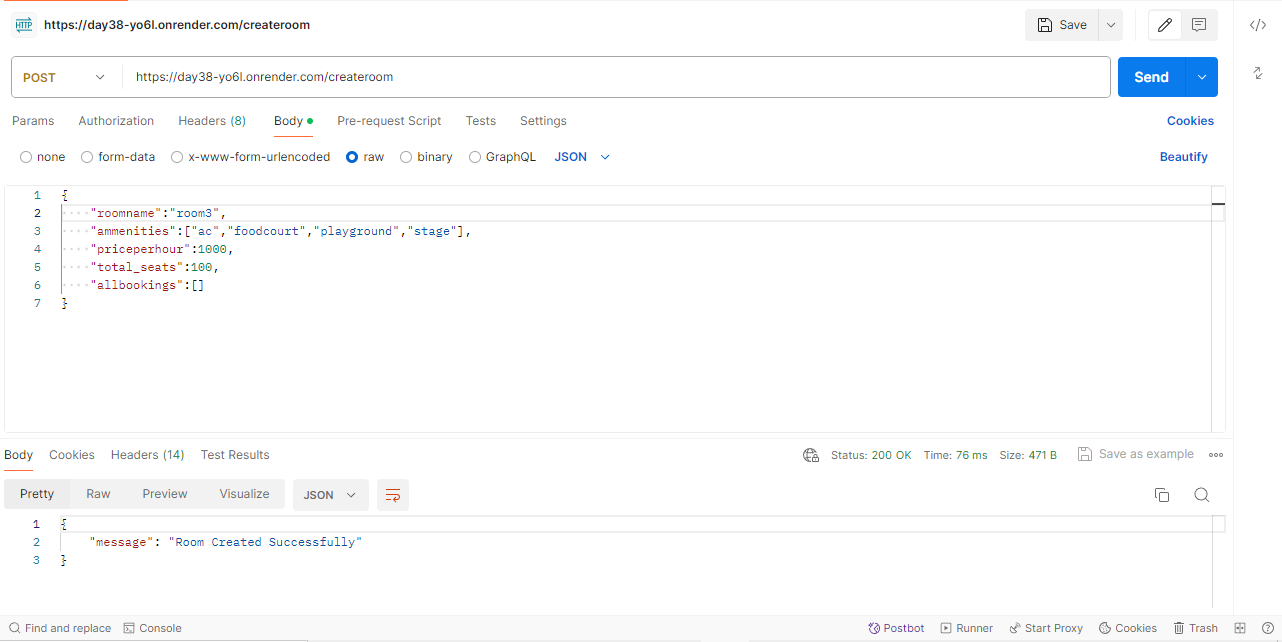 HTTP https://day38-yo6l.onrender.com/createroom Save
POST https://day38-yo6l.onrender.com/createroom Send
Params Authorization Headers (8) Body Pre-request Script Tests Settings Cookies
none form-data x-www-form-urlencoded raw binary GraphQL JSON Beautify
1 {
2 "roomname":"room3",
3 "ammenities":["ac","foodcourt","playground","stage"],
4 "priceperhour":1000,
5 "total_seats":100,
6 "allbookings":[]
7 }
Body Cookies Headers (14) Test Results Status: 200 OK Time: 76 ms Size: 471 B Save as example
Pretty Raw Preview Visualize JSON
1 {
2 "message": "Room Created Successfully"
3 }
Find and replace Console Postbot Runner Start Proxy Cookies Trash